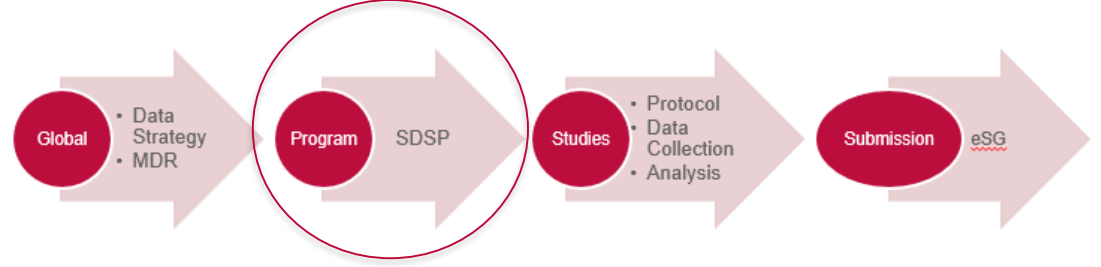 Global
• Data
Strategy
• MDR
Program
SDSP
Studies
• Protocol
• Data
Collection
• Analysis
Submission
eSG